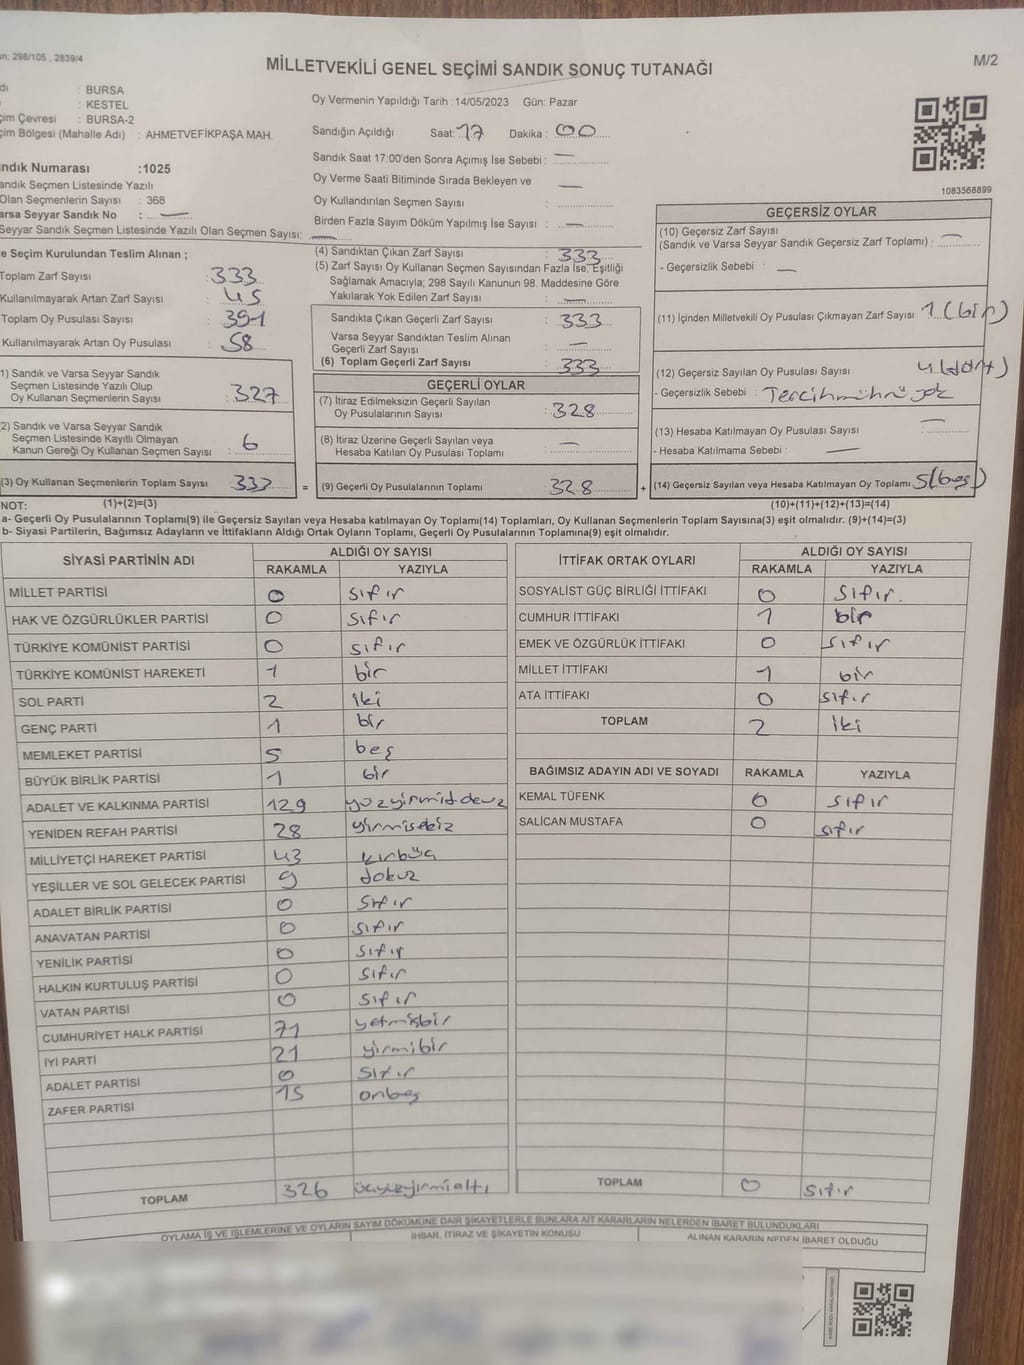 MİLLETVEKİLİ GENEL SEÇİMİ SANDIK SONUÇ TUTANAĞI
M/2
298/105 , 2839/4
: BURSA
: KESTEL
Çevresi : BURSA-2
Bölgesi (Mahalle Adı) : AHMETVEFİKPAŞA MAH.
Sandık Numarası :1025
Sandık Seçmen Listesinde Yazılı
Olan Seçmenlerin Sayısı : 368
Varsa Seyyar Sandık No : —
Seyyar Sandık Seçmen Listesinde Yazılı Olan Seçmen Sayısı: —
Oy Vermenin Yapıldığı Tarih :14/05/2023 Gün: Pazar
Sandığın Açıldığı Saat: 17 Dakika : 00
Sandık Saat 17:00'den Sonra Açımış İse Sebebi : —
Oy Verme Saati Bitiminde Sırada Bekleyen ve —
Oy Kullandırılan Seçmen Sayısı :
Birden Fazla Sayım Döküm Yapılmış İse Sayısı : —
1083568899
e Seçim Kurulundan Teslim Alınan ;
Toplam Zarf Sayısı : 333
Kullanılmayarak Artan Zarf Sayısı : 45
Toplam Oy Pusulası Sayısı : 391
Kullanılmayarak Artan Oy Pusulası : 58
1) Sandık ve Varsa Seyyar Sandık
Seçmen Listesinde Yazılı Olup
Oy Kullanan Seçmenlerin Sayısı : 327
2) Sandık ve Varsa Seyyar Sandık
Seçmen Listesinde Kayıtlı Olmayan
Kanun Gereği Oy Kullanan Seçmen Sayısı : 6
(3) Oy Kullanan Seçmenlerin Toplam Sayısı : 333 =
(4) Sandıktan Çıkan Zarf Sayısı : 333
(5) Zarf Sayısı Oy Kullanan Seçmen Sayısından Fazla İse, Eşitliği
Sağlamak Amacıyla; 298 Sayılı Kanunun 98. Maddesine Göre
Yakılarak Yok Edilen Zarf Sayısı : —
Sandıkta Çıkan Geçerli Zarf Sayısı : 333
Varsa Seyyar Sandıktan Teslim Alınan
Geçerli Zarf Sayısı : —
(6) Toplam Geçerli Zarf Sayısı : 333
GEÇERLİ OYLAR
(7) İtiraz Edilmeksizin Geçerli Sayılan
Oy Pusulalarının Sayısı : 328
(8) İtiraz Üzerine Geçerli Sayılan veya
Hesaba Katılan Oy Pusulası Toplamı : —
(9) Geçerli Oy Pusulalarının Toplamı : 328 +
GEÇERSİZ OYLAR
(10) Geçersiz Zarf Sayısı
(Sandık ve Varsa Seyyar Sandık Geçersiz Zarf Toplamı) : —
- Geçersizlik Sebebi : —
(11) İçinden Milletvekili Oy Pusulası Çıkmayan Zarf Sayısı 1 (bir)
(12) Geçersiz Sayılan Oy Pusulası Sayısı 4 (dört)
- Geçersizlik Sebebi : Tercih mührü yok
(13) Hesaba Katılmayan Oy Pusulası Sayısı : —
- Hesaba Katılmama Sebebi : —
(14) Geçersiz Sayılan veya Hesaba Katılmayan Oy Toplamı 5 (beş)
NOT: (1)+(2)=(3)
(10)+(11)+(12)+(13)=(14)
a- Geçerli Oy Pusulalarının Toplamı(9) ile Geçersiz Sayılan veya Hesaba katılmayan Oy Toplamı(14) Toplamları, Oy Kullanan Seçmenlerin Toplam Sayısına(3) eşit olmalıdır. (9)+(14)=(3)
b- Siyasi Partilerin, Bağımsız Adayların ve İttifakların Aldığı Ortak Oyların Toplamı, Geçerli Oy Pusulalarının Toplamına(9) eşit olmalıdır.
SİYASİ PARTİNİN ADI ALDIĞI OY SAYISI
RAKAMLA YAZIYLA
MİLLET PARTİSİ 0 sıfır
HAK VE ÖZGÜRLÜKLER PARTİSİ 0 sıfır
TÜRKİYE KOMÜNİST PARTİSİ 0 sıfır
TÜRKİYE KOMÜNİST HAREKETİ 1 bir
SOL PARTİ 2 iki
GENÇ PARTİ 1 bir
MEMLEKET PARTİSİ 5 beş
BÜYÜK BİRLİK PARTİSİ 1 bir
ADALET VE KALKINMA PARTİSİ 129
YENİDEN REFAH PARTİSİ 28 yirmisekiz
MİLLİYETÇİ HAREKET PARTİSİ 43 kırküç
YEŞİLLER VE SOL GELECEK PARTİSİ 9 dokuz
ADALET BİRLİK PARTİSİ 0 sıfır
ANAVATAN PARTİSİ 0 sıfır
YENİLİK PARTİSİ 0 sıfır
HALKIN KURTULUŞ PARTİSİ 0 sıfır
VATAN PARTİSİ 0 sıfır
CUMHURİYET HALK PARTİSİ 71 yetmişbir
İYİ PARTİ 21 yirmibir
ADALET PARTİSİ 0 sıfır
ZAFER PARTİSİ 15 onbeş
TOPLAM 326 üçyüzyirmialtı
İTTİFAK ORTAK OYLARI ALDIĞI OY SAYISI
RAKAMLA YAZIYLA
SOSYALİST GÜÇ BİRLİĞİ İTTİFAKI 0 sıfır.
CUMHUR İTTİFAKI 1 bir
EMEK VE ÖZGÜRLÜK İTTİFAKI 0 sıfır
MİLLET İTTİFAKI 1 bir
ATA İTTİFAKI 0 sıfır
TOPLAM 2 iki
BAĞIMSIZ ADAYIN ADI VE SOYADI RAKAMLA YAZIYLA
KEMAL TÜFENK 0 sıfır
SALİCAN MUSTAFA 0 sıfır
TOPLAM 0 sıfır
OYLAMA İŞ VE İŞLEMLERİNE VE OYLARIN SAYIM DÖKÜMÜNE DAİR ŞİKAYETLERLE BUNLARA AİT KARARLARIN NELERDEN İBARET BULUNDUKLARI
İHBAR, İTİRAZ VE ŞİKAYETİN KONUSU ALINAN KARARIN NEDEN İBARET OLDUĞU